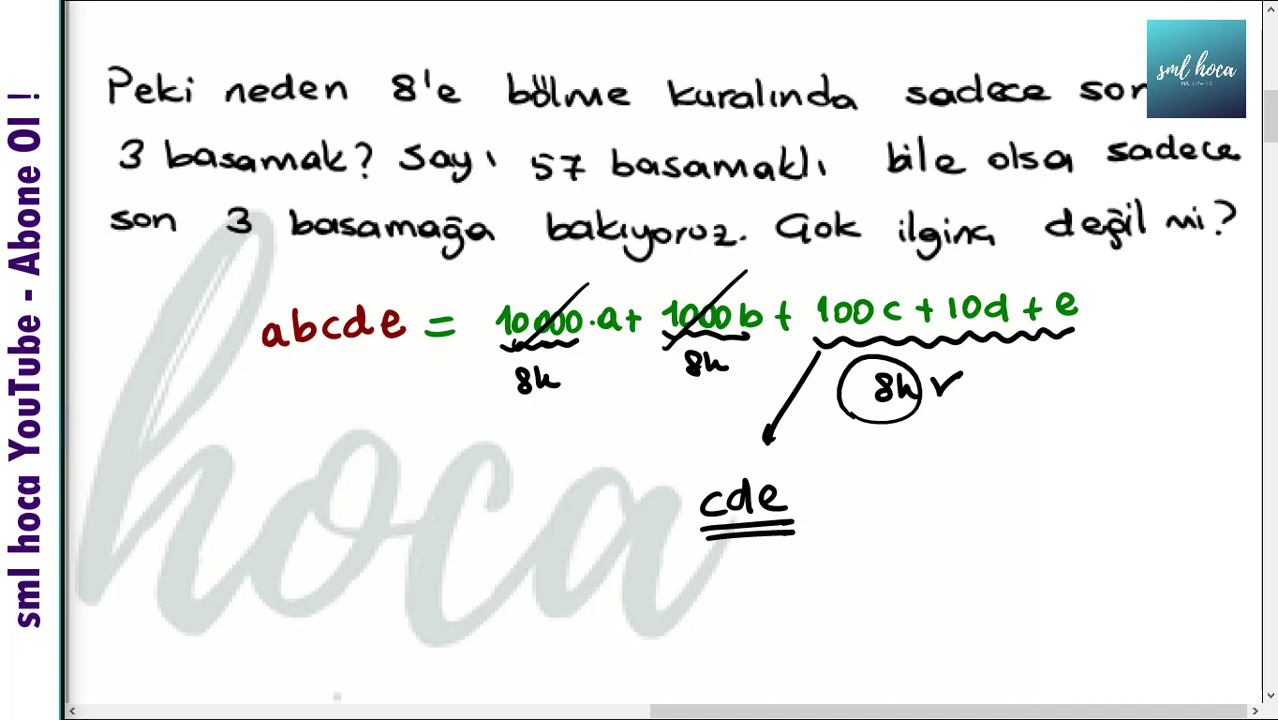 sml hoca YouTube - Abone Ol !
sml hoca
Peki neden 8'e bölme kuralında sadece son
3 basamak? Sayı 57 basamaklı bile olsa sadece
son 3 basamağa bakıyoruz. Çok ilginç değil mi?
abcde = 10000.a + 1000b + 100c + 10d + e
8k 8k 8k ✓
cde
hoca